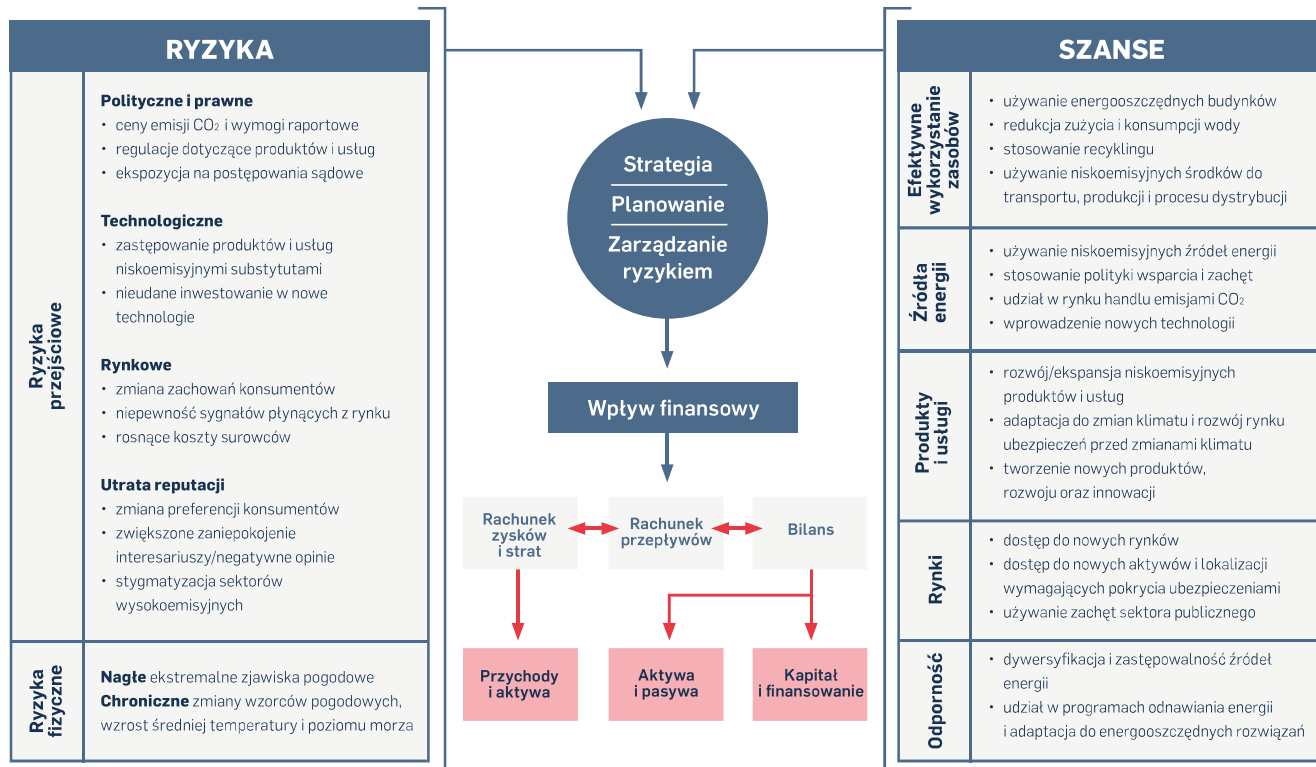 RYZYKA
Ryzyka
przejściowe
Polityczne i prawne
• ceny emisji CO₂ i wymogi raportowe
• regulacje dotyczące produktów i usług
• ekspozycja na postępowania sądowe
Technologiczne
• zastępowanie produktów i usług
niskoemisyjnymi substytutami
• nieudane inwestowanie w nowe
technologie
Rynkowe
• zmiana zachowań konsumentów
• niepewność sygnałów płynących z rynku
• rosnące koszty surowców
Utrata reputacji
• zmiana preferencji konsumentów
• zwiększone zaniepokojenie
interesariuszy/negatywne opinie
• stygmatyzacja sektorów
wysokoemisyjnych
Ryzyka
fizyczne
Nagłe ekstremalne zjawiska pogodowe
Chroniczne zmiany wzorców pogodowych,
wzrost średniej temperatury i poziomu morza
Strategia
Planowanie
Zarządzanie
ryzykiem
Wpływ finansowy
Rachunek
zysków
i strat
Rachunek
przepływów
Bilans
Przychody
i aktywa
Aktywa
i pasywa
Kapitał
i finansowanie
SZANSE
Efektywne
wykorzystanie
zasobów
• używanie energooszczędnych budynków
• redukcja zużycia i konsumpcji wody
• stosowanie recyklingu
• używanie niskoemisyjnych środków do
transportu, produkcji i procesu dystrybucji
Źródła
energii
• używanie niskoemisyjnych źródeł energii
• stosowanie polityki wsparcia i zachęt
• udział w rynku handlu emisjami CO₂
• wprowadzenie nowych technologii
Produkty
i usługi
• rozwój/ekspansja niskoemisyjnych
produktów i usług
• adaptacja do zmian klimatu i rozwój rynku
ubezpieczeń przed zmianami klimatu
• tworzenie nowych produktów,
rozwoju oraz innowacji
Rynki
• dostęp do nowych rynków
• dostęp do nowych aktywów i lokalizacji
wymagających pokrycia ubezpieczeniami
• używanie zachęt sektora publicznego
Odporność
• dywersyfikacja i zastępowalność źródeł
energii
• udział w programach odnawiania energii
i adaptacja do energooszczędnych rozwiązań